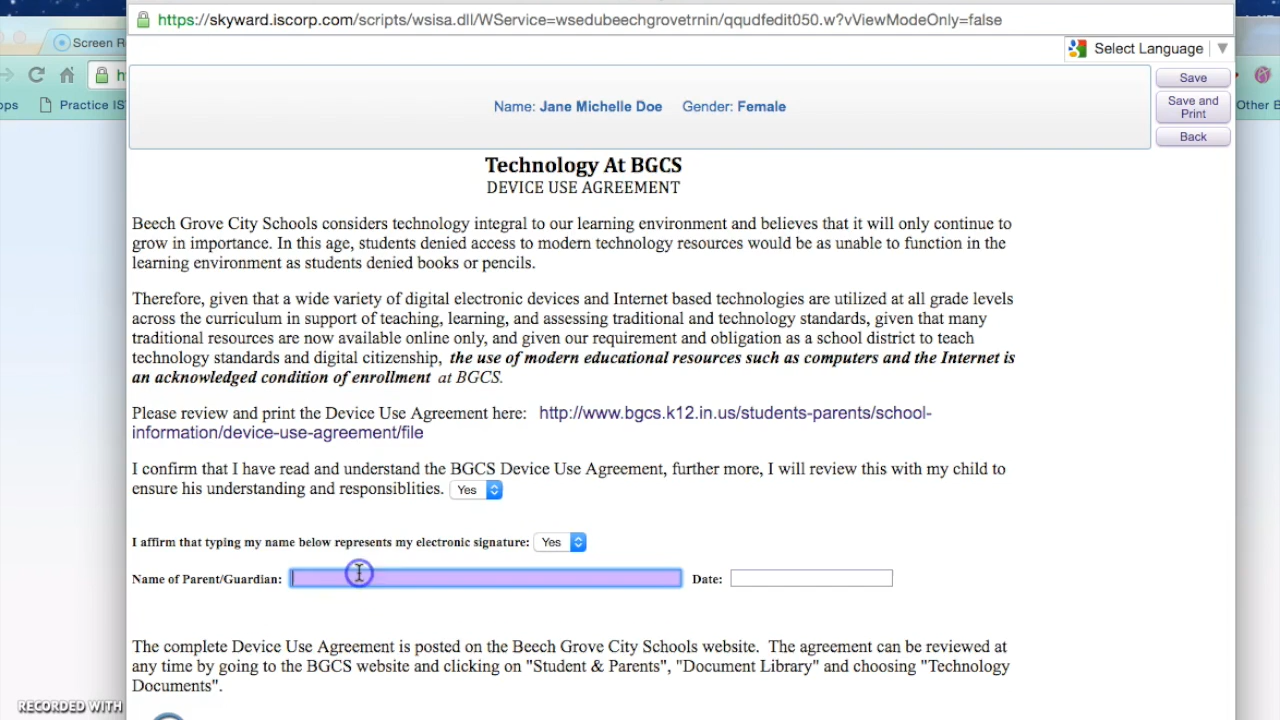 https://skyward.iscorp.com/scripts/wsisa.dll/WService=wsedubeechgrovetrnin/qqudfedit050.w?vViewModeOnly=false
Screen R
Select Language
h
Save
ops
Practice IS
Save and
Print
Other B
Name: Jane Michelle Doe Gender: Female
Back
Technology At BGCS
DEVICE USE AGREEMENT
Beech Grove City Schools considers technology integral to our learning environment and believes that it will only continue to
grow in importance. In this age, students denied access to modern technology resources would be as unable to function in the
learning environment as students denied books or pencils.
Therefore, given that a wide variety of digital electronic devices and Internet based technologies are utilized at all grade levels
across the curriculum in support of teaching, learning, and assessing traditional and technology standards, given that many
traditional resources are now available online only, and given our requirement and obligation as a school district to teach
technology standards and digital citizenship, the use of modern educational resources such as computers and the Internet is
an acknowledged condition of enrollment at BGCS.
Please review and print the Device Use Agreement here: http://www.bgcs.k12.in.us/students-parents/school-
information/device-use-agreement/file
I confirm that I have read and understand the BGCS Device Use Agreement, further more, I will review this with my child to
ensure his understanding and responsiblities. Yes
I affirm that typing my name below represents my electronic signature: Yes
Name of Parent/Guardian: Date:
The complete Device Use Agreement is posted on the Beech Grove City Schools website. The agreement can be reviewed at
any time by going to the BGCS website and clicking on "Student & Parents", "Document Library" and choosing "Technology
Documents".
RECORDED WITH